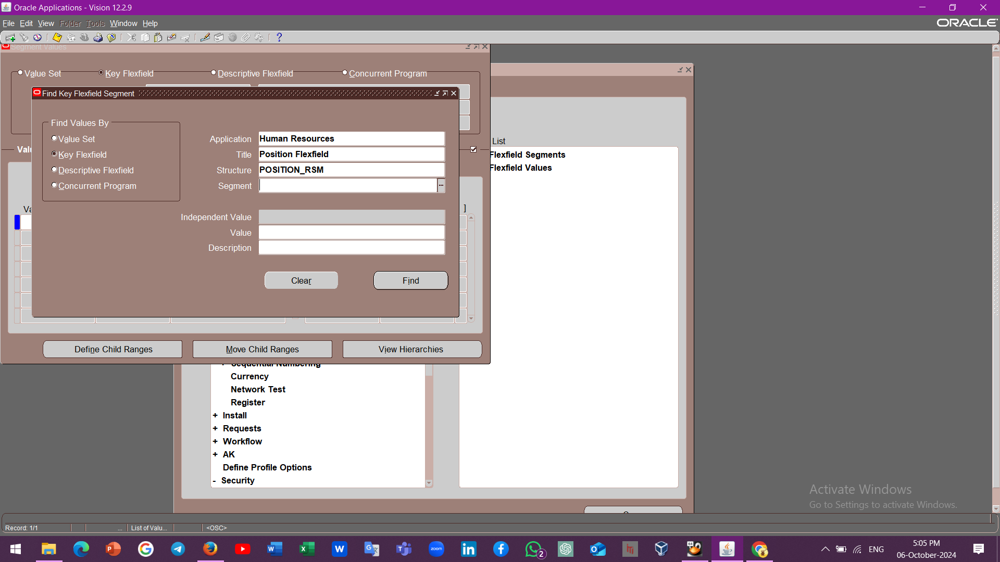 Oracle Applications - Vision 12.2.9
File Edit View Folder Tools Window Help
ORACLE
Segment Values
Value Set Key Flexfield Descriptive Flexfield Concurrent Program
Find Key Flexfield Segment
Find Values By
Value Set
Key Flexfield
Descriptive Flexfield
Concurrent Program
Application Human Resources
Title Position Flexfield
Structure POSITION_RSM
Segment
Independent Value
Value
Description
Clear
Find
]
Define Child Ranges
Move Child Ranges
View Hierarchies
List
Flexfield Segments
Flexfield Values
Sequential Numbering
Currency
Network Test
Register
+ Install
+ Requests
+ Workflow
+ AK
Define Profile Options
- Security
Activate Windows
Go to Settings to activate Windows.
Record: 1/1 ... List of Valu... <OSC>
zoom
2
ENG
5:05 PM
06-October-2024